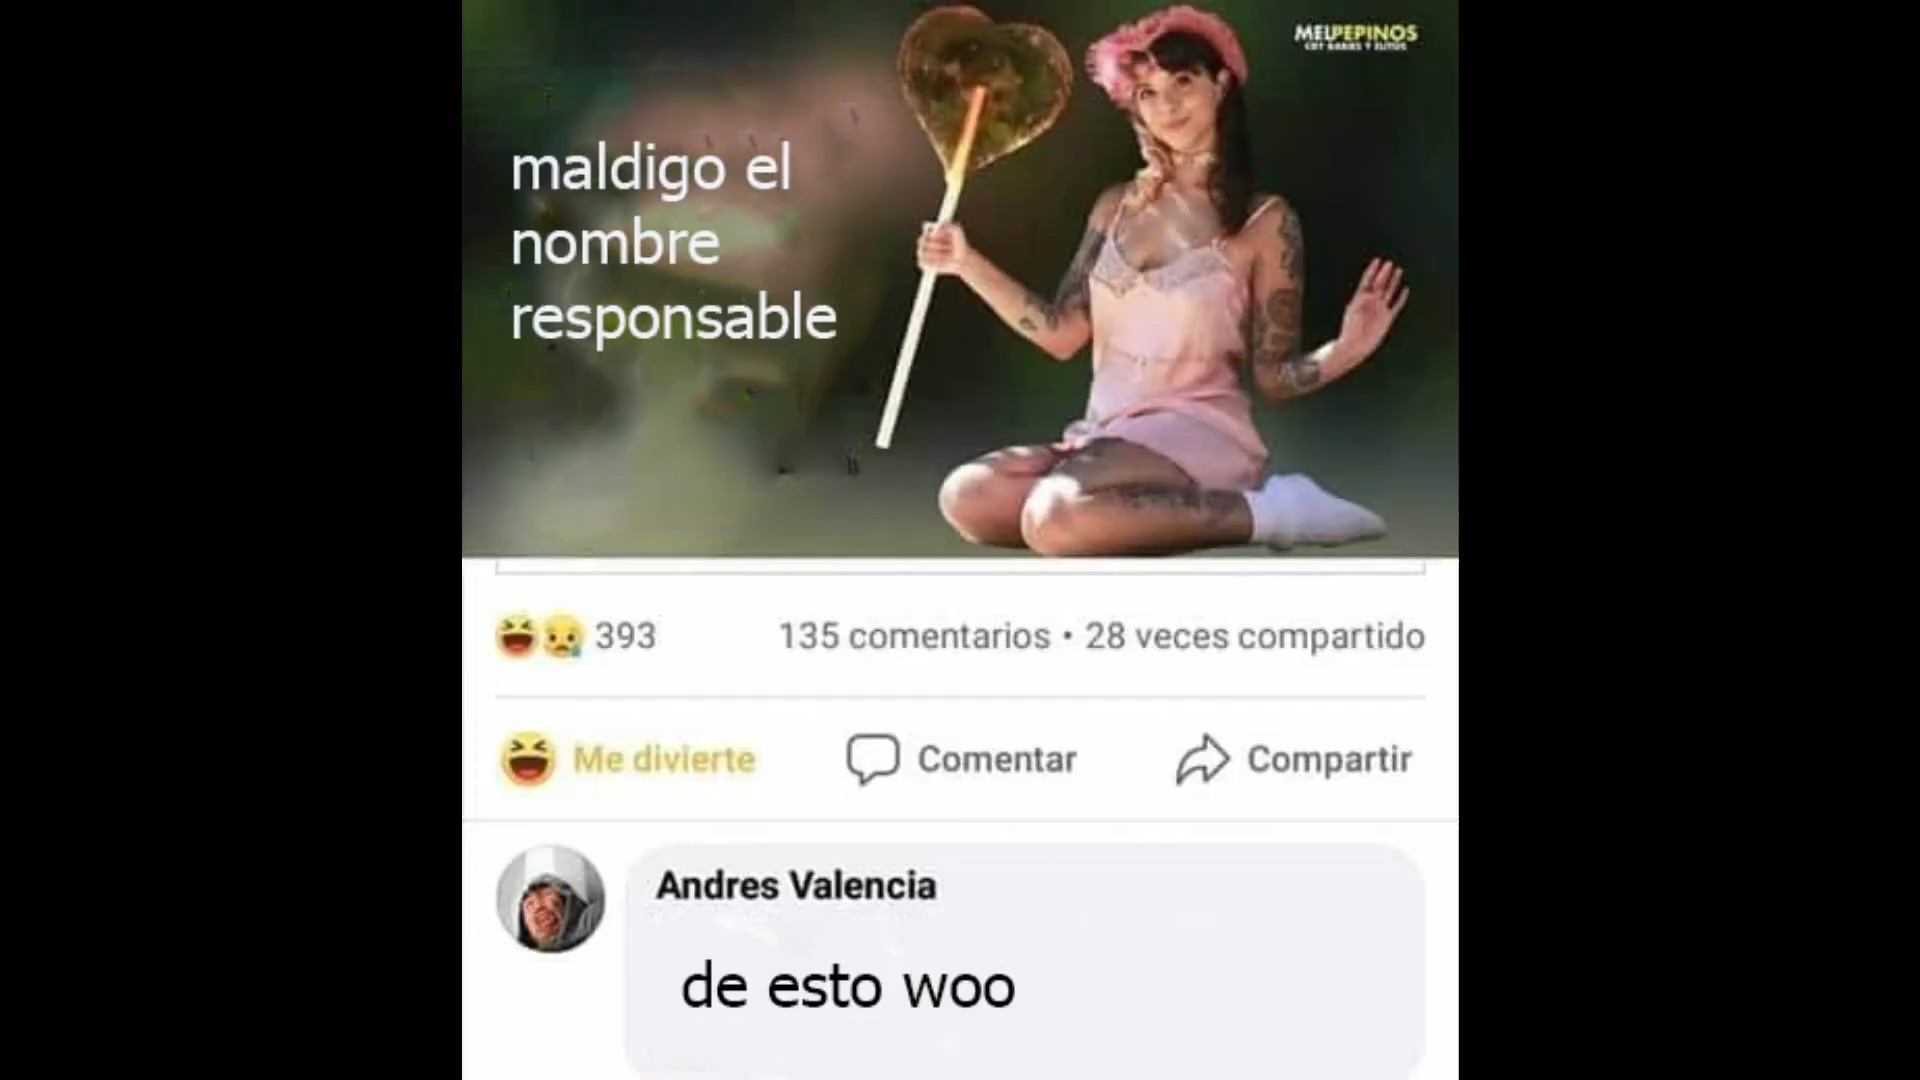 MELPEPINOS
maldigo el
nombre
responsable
393
135 comentarios • 28 veces compartido
Me divierte
Comentar
Compartir
Andres Valencia
de esto woo